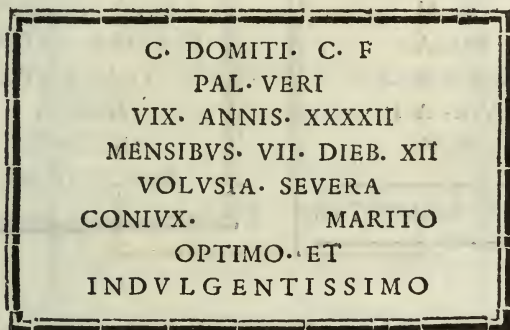 C. DOMITI. C. F
PAL. VERI
VIX. ANNIS. XXXXII
MENSIBVS. VII. DIEB. XII
VOLVSIA. SEVERA
CONIVX. MARITO
OPTIMO. ET
INDVLGENTISSIMO